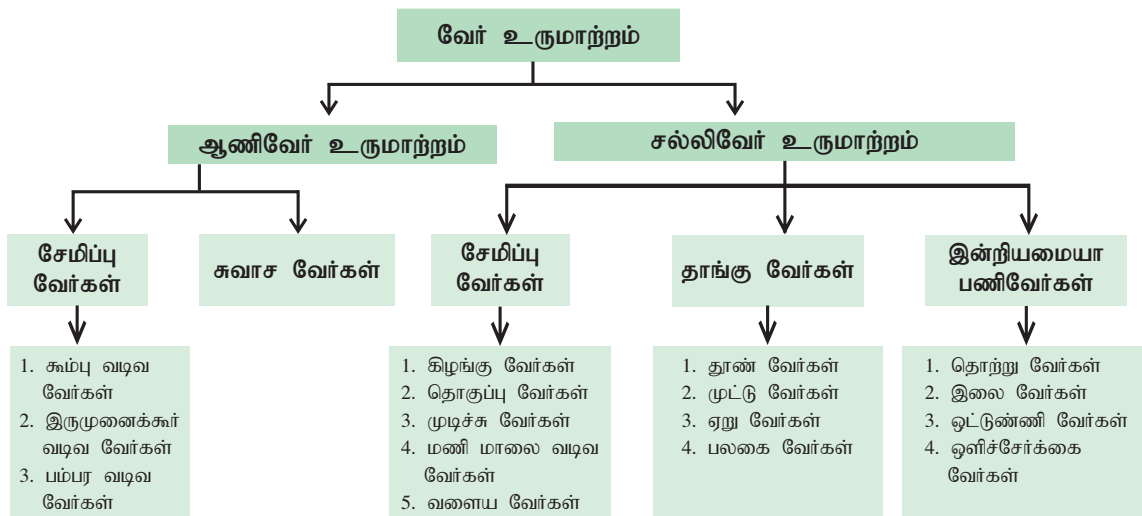 வேர் உருமாற்றம்
ஆணிவேர் உருமாற்றம்
சல்லிவேர் உருமாற்றம்
சேமிப்பு
வேர்கள்
சுவாச வேர்கள்
சேமிப்பு
வேர்கள்
தாங்கு வேர்கள்
இன்றியமையா
பணிவேர்கள்
1. கூம்பு வடிவ
வேர்கள்
2. இருமுனைக்கூர்
வடிவ வேர்கள்
3. பம்பர வடிவ
வேர்கள்
1. கிழங்கு வேர்கள்
2. தொகுப்பு வேர்கள்
3. முடிச்சு வேர்கள்
4. மணி மாலை வடிவ
வேர்கள்
5. வளைய வேர்கள்
1. தூண் வேர்கள்
2. முட்டு வேர்கள்
3. ஏறு வேர்கள்
4. பலகை வேர்கள்
1. தொற்று வேர்கள்
2. இலை வேர்கள்
3. ஒட்டுண்ணி வேர்கள்
4. ஒளிச்சேர்க்கை
வேர்கள்